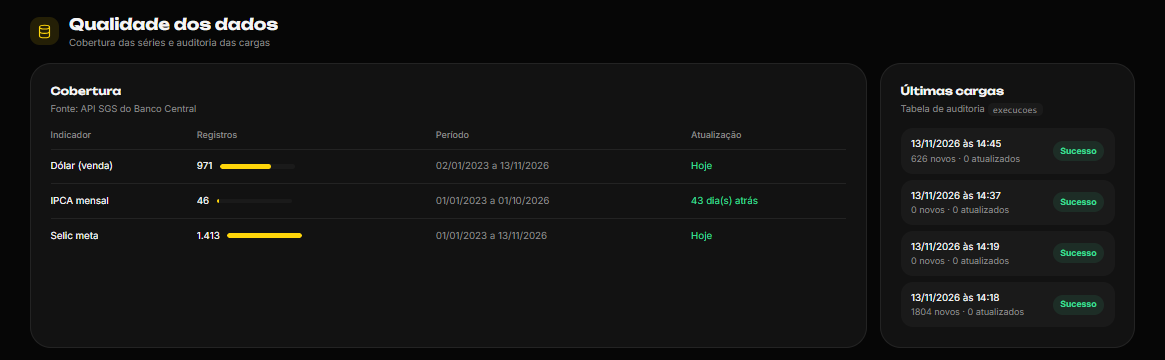 Qualidade dos dados
Cobertura das séries e auditoria das cargas
Cobertura
Fonte: API SGS do Banco Central
Indicador Registros Período Atualização
Dólar (venda) 971 02/01/2023 a 13/11/2026 Hoje
IPCA mensal 46 01/01/2023 a 01/10/2026 43 dia(s) atrás
Selic meta 1.413 01/01/2023 a 13/11/2026 Hoje
Últimas cargas
Tabela de auditoria execucoes
13/11/2026 às 14:45
626 novos · 0 atualizados
Sucesso
13/11/2026 às 14:37
0 novos · 0 atualizados
Sucesso
13/11/2026 às 14:19
0 novos · 0 atualizados
Sucesso
13/11/2026 às 14:18
1804 novos · 0 atualizados
Sucesso